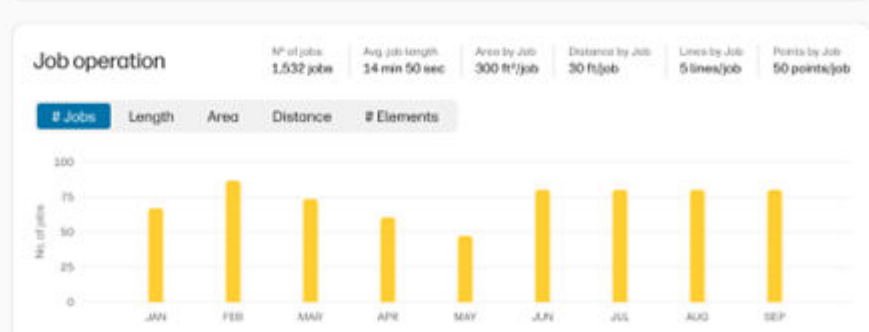 Job operation
Nº of jobs
1,532 jobs
Avg. job length
14 min 50 sec
Area by Job
300 ft²/job
Distance by Job
30 ft/job
Lines by Job
5 lines/job
Points by Job
50 points/job
# Jobs Length Area Distance # Elements
No. of jobs
100
75
50
25
0
JAN FEB MAR APR MAY JUN JUL AUG SEP